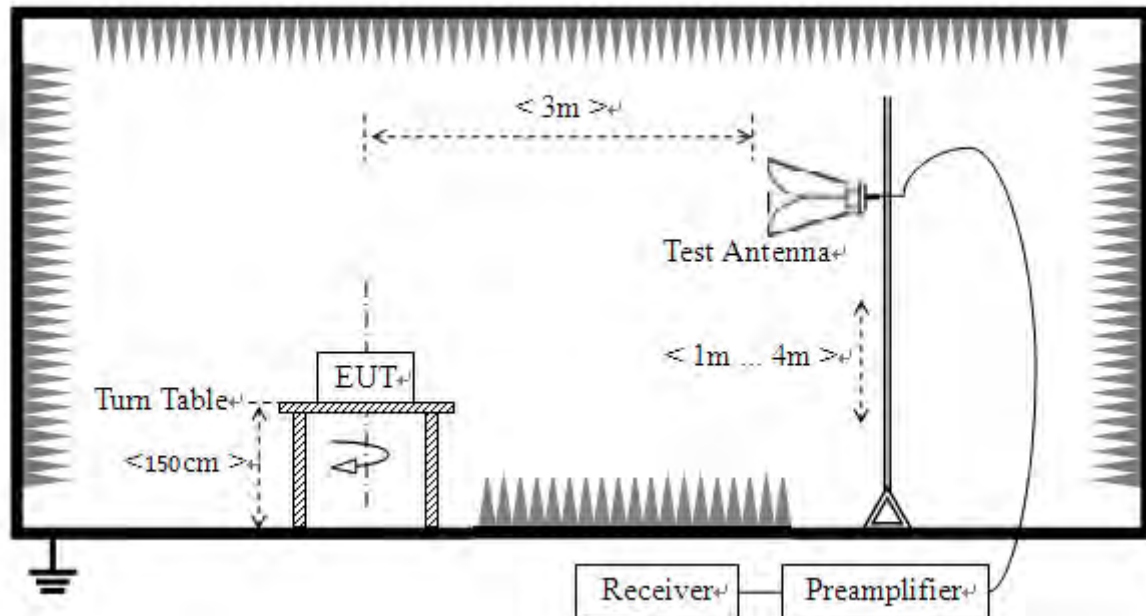 < 3m >
Test Antenna
< 1m ... 4m >
EUT
Turn Table
<150cm >
Receiver
Preamplifier